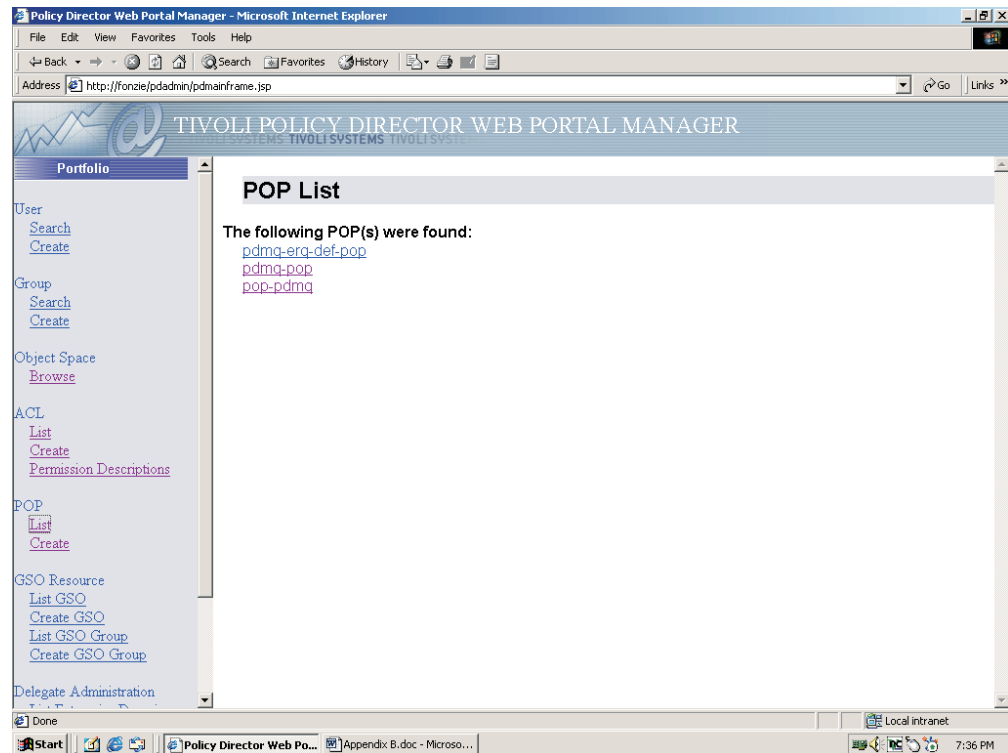 Policy Director Web Portal Manager - Microsoft Internet Explorer
File Edit View Favorites Tools Help
Back Search Favorites History
Address http://fonzie/pdadmin/pdmainframe.jsp Go Links »
TIVOLI POLICY DIRECTOR WEB PORTAL MANAGER
TIVOLI SYSTEMS
Portfolio
User
Search
Create
Group
Search
Create
Object Space
Browse
ACL
List
Create
Permission Descriptions
POP
List
Create
GSO Resource
List GSO
Create GSO
List GSO Group
Create GSO Group
Delegate Administration
POP List
The following POP(s) were found:
pdmq-erq-def-pop
pdmq-pop
pop-pdmq
Done Local intranet
Start Policy Director Web Po... Appendix B.doc - Microso... 7:36 PM